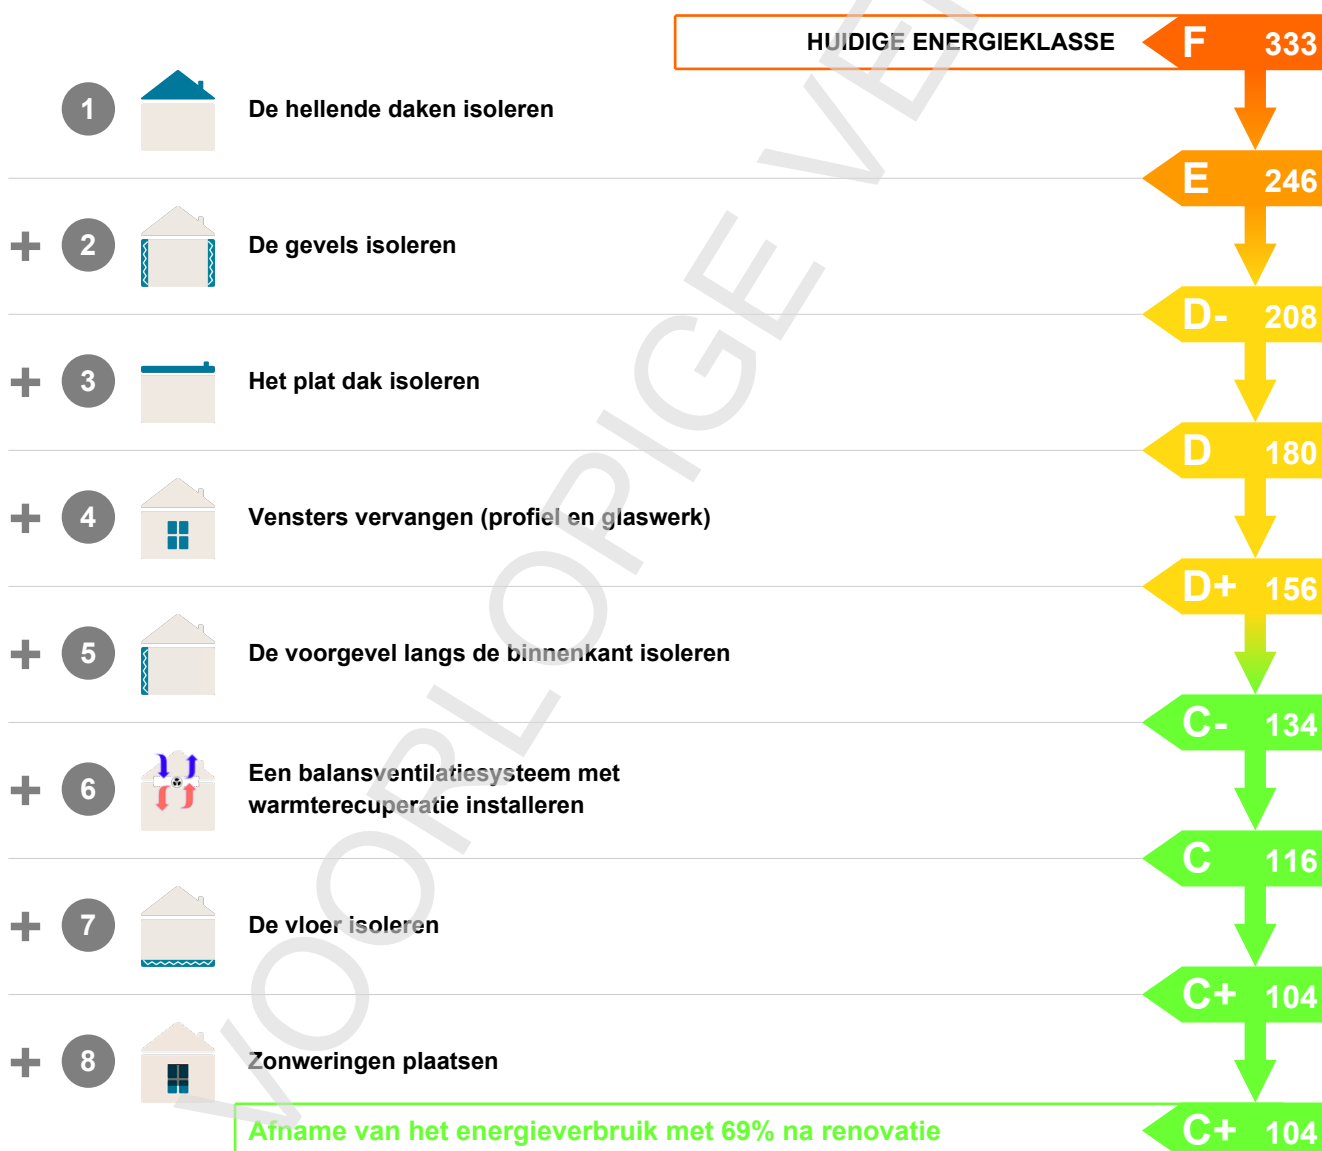 HUIDIGE ENERGIEKLASSE F 333
1 De hellende daken isoleren
E 246
+ 2 De gevels isoleren
D- 208
+ 3 Het plat dak isoleren
D 180
+ 4 Vensters vervangen (profiel en glaswerk)
D+ 156
+ 5 De voorgevel langs de binnenkant isoleren
C- 134
+ 6 Een balansventilatiesysteem met
warmterecuperatie installeren
C 116
+ 7 De vloer isoleren
C+ 104
+ 8 Zonweringen plaatsen
Afname van het energieverbruik met 69% na renovatie C+ 104
VOORLOPIGE